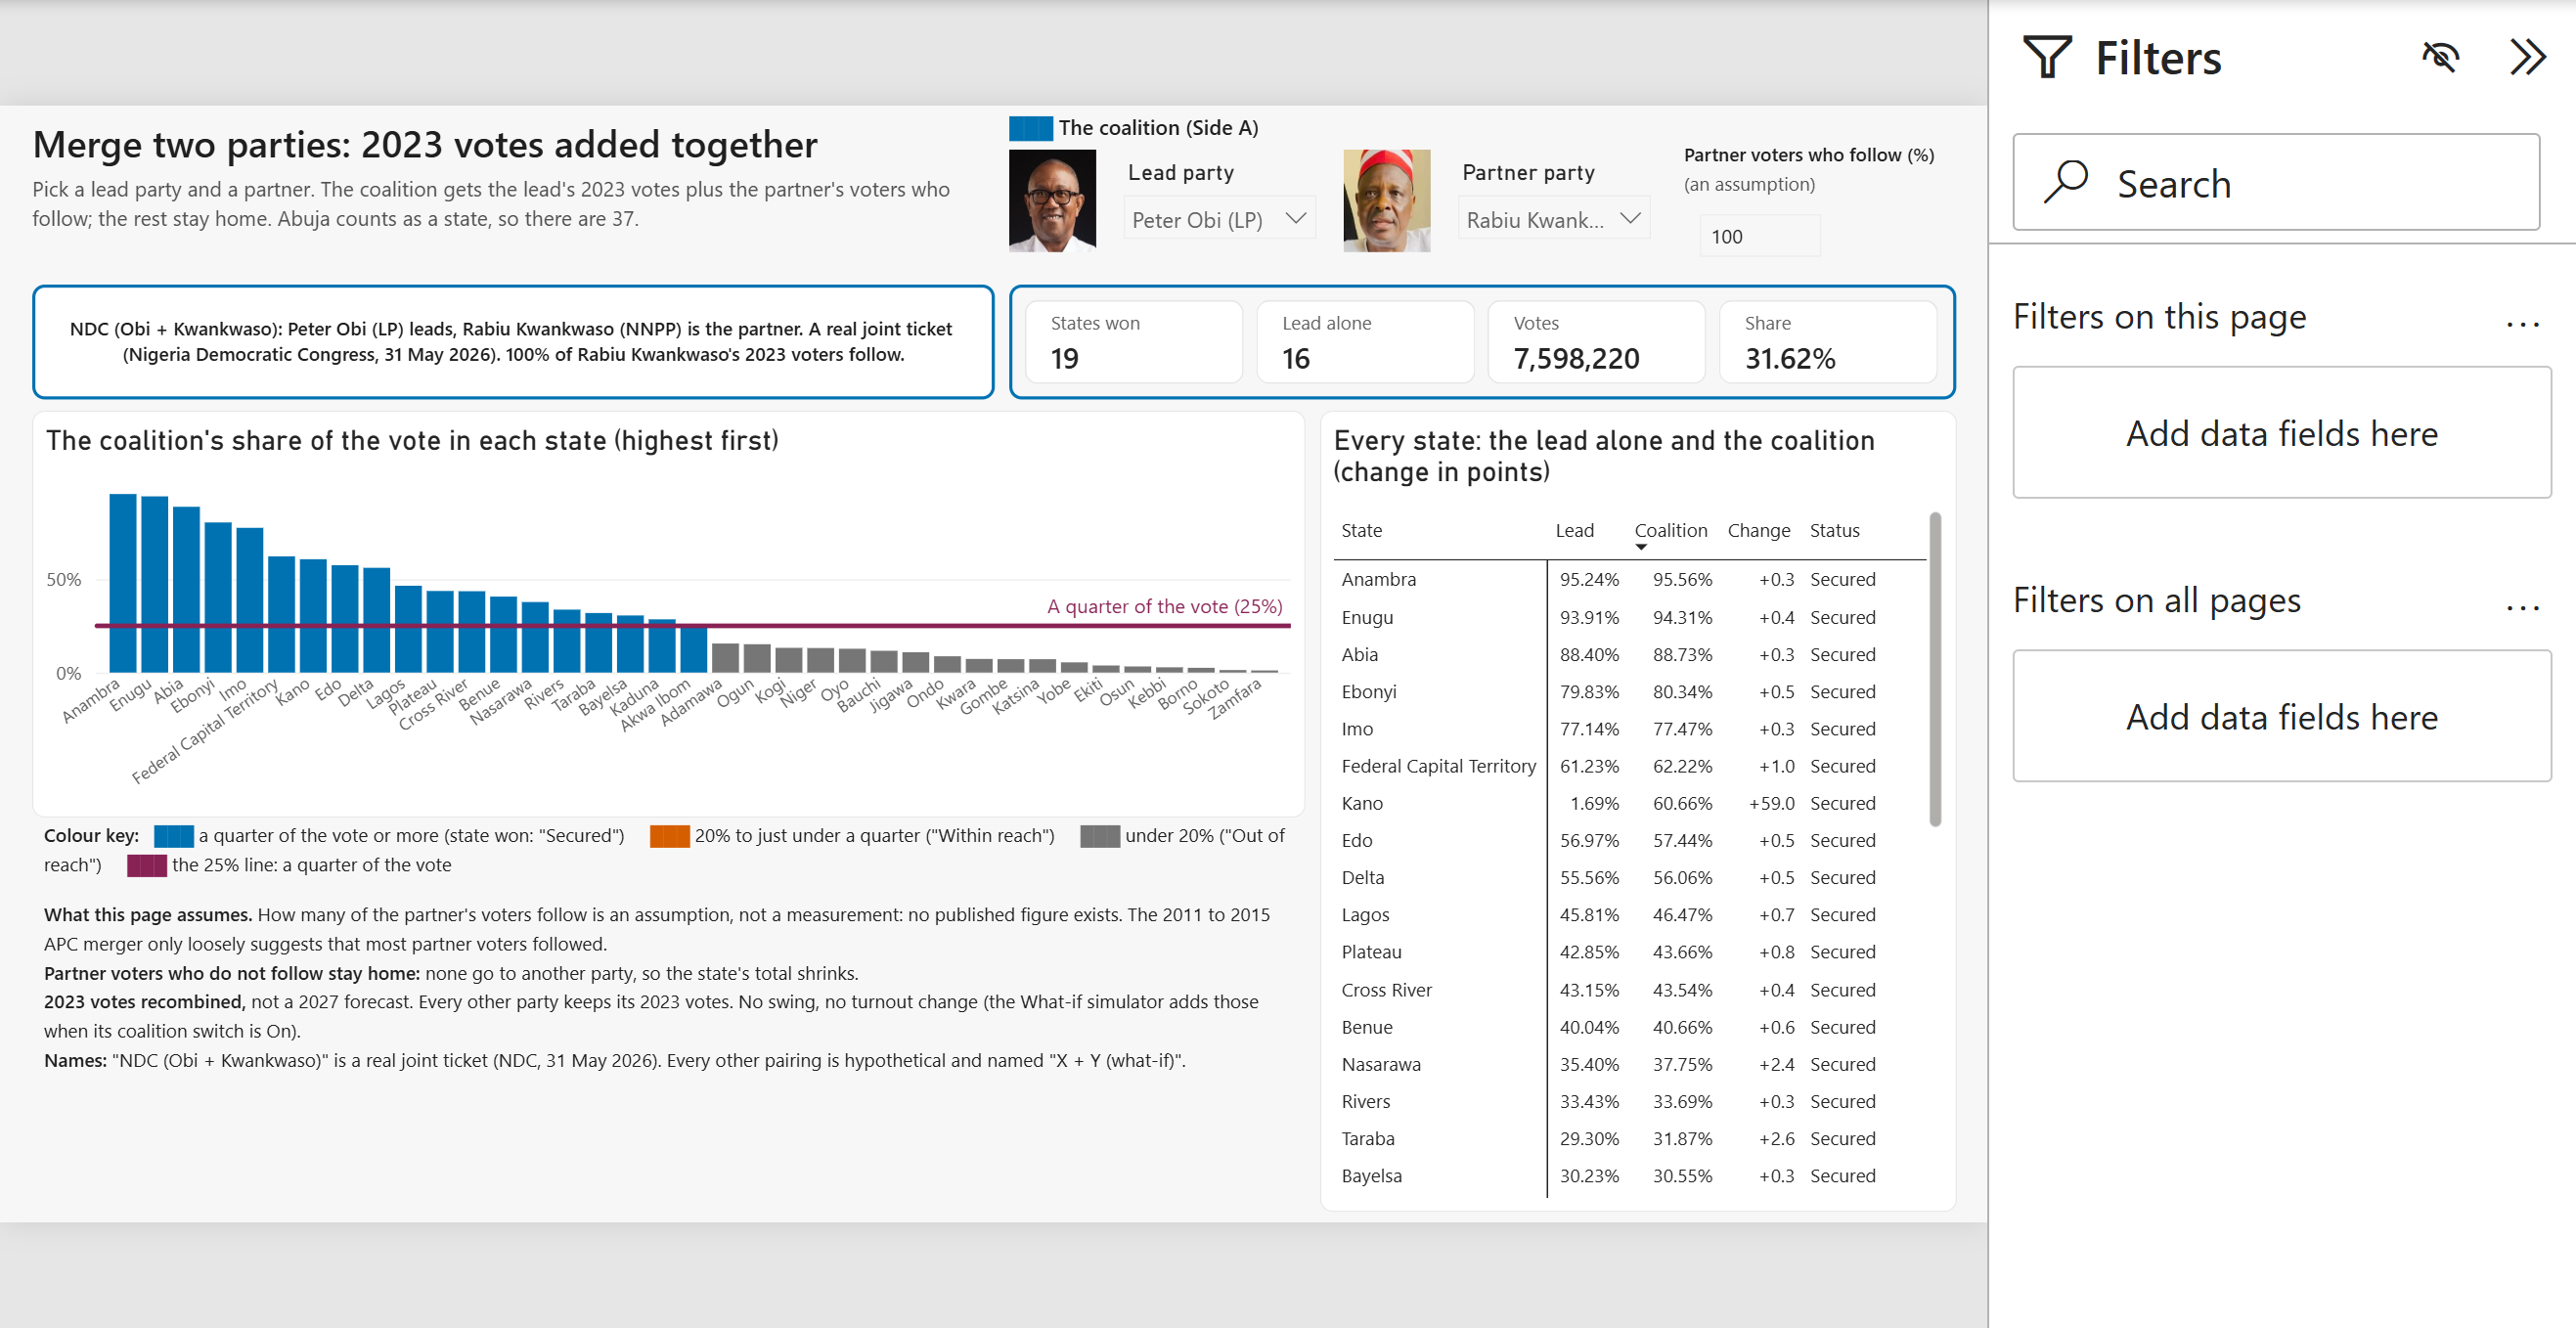 Merge two parties: 2023 votes added together
Pick a lead party and a partner. The coalition gets the lead's 2023 votes plus the partner's voters who
follow; the rest stay home. Abuja counts as a state, so there are 37.
The coalition (Side A)
Lead party
Peter Obi (LP)
Partner party
Rabiu Kwank...
Partner voters who follow (%)
(an assumption)
100
NDC (Obi + Kwankwaso): Peter Obi (LP) leads, Rabiu Kwankwaso (NNPP) is the partner. A real joint ticket
(Nigeria Democratic Congress, 31 May 2026). 100% of Rabiu Kwankwaso's 2023 voters follow.
States won
19
Lead alone
16
Votes
7,598,220
Share
31.62%
The coalition's share of the vote in each state (highest first)
50%
0%
A quarter of the vote (25%)
Anambra
Enugu
Abia
Ebonyi
Imo
Federal Capital Territory
Kano
Edo
Delta
Lagos
Plateau
Cross River
Benue
Nasarawa
Rivers
Taraba
Bayelsa
Kaduna
Akwa Ibom
Adamawa
Ogun
Kogi
Niger
Oyo
Bauchi
Jigawa
Ondo
Kwara
Gombe
Katsina
Yobe
Ekiti
Osun
Kebbi
Borno
Sokoto
Zamfara
Colour key: a quarter of the vote or more (state won: "Secured") 20% to just under a quarter ("Within reach") under 20% ("Out of
reach") the 25% line: a quarter of the vote
What this page assumes. How many of the partner's voters follow is an assumption, not a measurement: no published figure exists. The 2011 to 2015
APC merger only loosely suggests that most partner voters followed.
Partner voters who do not follow stay home: none go to another party, so the state's total shrinks.
2023 votes recombined, not a 2027 forecast. Every other party keeps its 2023 votes. No swing, no turnout change (the What-if simulator adds those
when its coalition switch is On).
Names: "NDC (Obi + Kwankwaso)" is a real joint ticket (NDC, 31 May 2026). Every other pairing is hypothetical and named "X + Y (what-if)".
Every state: the lead alone and the coalition
(change in points)
State Lead Coalition Change Status
Anambra 95.24% 95.56% +0.3 Secured
Enugu 93.91% 94.31% +0.4 Secured
Abia 88.40% 88.73% +0.3 Secured
Ebonyi 79.83% 80.34% +0.5 Secured
Imo 77.14% 77.47% +0.3 Secured
Federal Capital Territory 61.23% 62.22% +1.0 Secured
Kano 1.69% 60.66% +59.0 Secured
Edo 56.97% 57.44% +0.5 Secured
Delta 55.56% 56.06% +0.5 Secured
Lagos 45.81% 46.47% +0.7 Secured
Plateau 42.85% 43.66% +0.8 Secured
Cross River 43.15% 43.54% +0.4 Secured
Benue 40.04% 40.66% +0.6 Secured
Nasarawa 35.40% 37.75% +2.4 Secured
Rivers 33.43% 33.69% +0.3 Secured
Taraba 29.30% 31.87% +2.6 Secured
Bayelsa 30.23% 30.55% +0.3 Secured
Filters
Search
Filters on this page
...
Add data fields here
Filters on all pages
...
Add data fields here